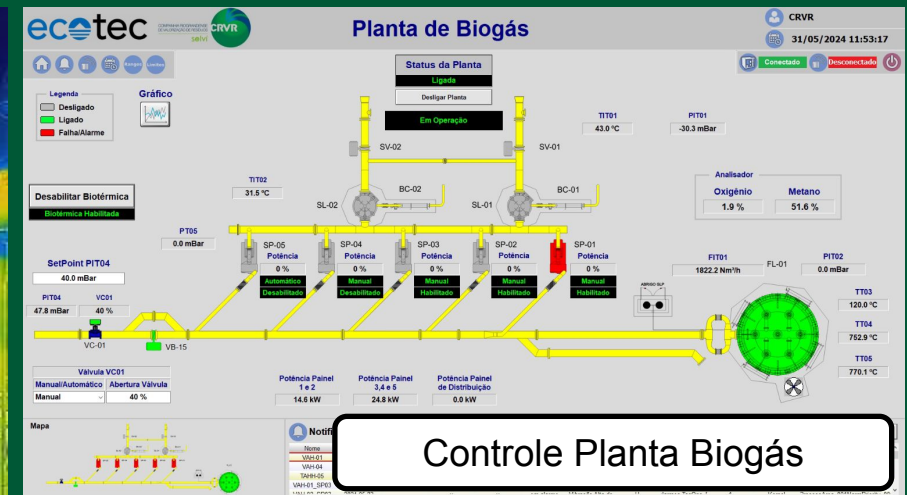 ecotec
CRVR
solví
Planta de Biogás
CRVR
31/05/2024 11:53:17
Rampas
Limites
Conectado
Desconectado
Status da Planta
Ligada
Desligar Planta
Em Operação
Legenda
Desligado
Ligado
Falha/Alarme
Gráfico
TIT01
43.0 °C
PIT01
-30.3 mBar
SV-02
SV-01
TIT02
31.5 °C
BC-02
BC-01
SL-02
SL-01
Analisador
Oxigênio
Metano
1.9 %
51.6 %
Desabilitar Biotérmica
Biotérmica Habilitada
PT05
0.0 mBar
SP-05
Potência
0 %
Automático
Desabilitado
SP-04
Potência
0 %
Manual
Desabilitado
SP-03
Potência
0 %
Manual
Habilitado
SP-02
Potência
0 %
Manual
Habilitado
SP-01
Potência
0 %
Manual
Habilitado
SetPoint PIT04
40.0 mBar
PIT04
47.8 mBar
VC01
40 %
VC-01
VB-15
FIT01
1822.2 Nm³/h
FL-01
PIT02
0.0 mBar
ABRIGO GLP
TT03
120.0 °C
TT04
752.9 °C
TT05
770.1 °C
Válvula VC01
Manual/Automático
Abertura Válvula
Manual
40 %
Potência Painel
1 e 2
14.6 kW
Potência Painel
3,4 e 5
24.8 kW
Potência Painel
de Distribuição
0.0 kW
Mapa
Notifi
Nome
VAH-01
VAH-04
TAHH-05
VAH-01_SP03
Controle Planta Biogás